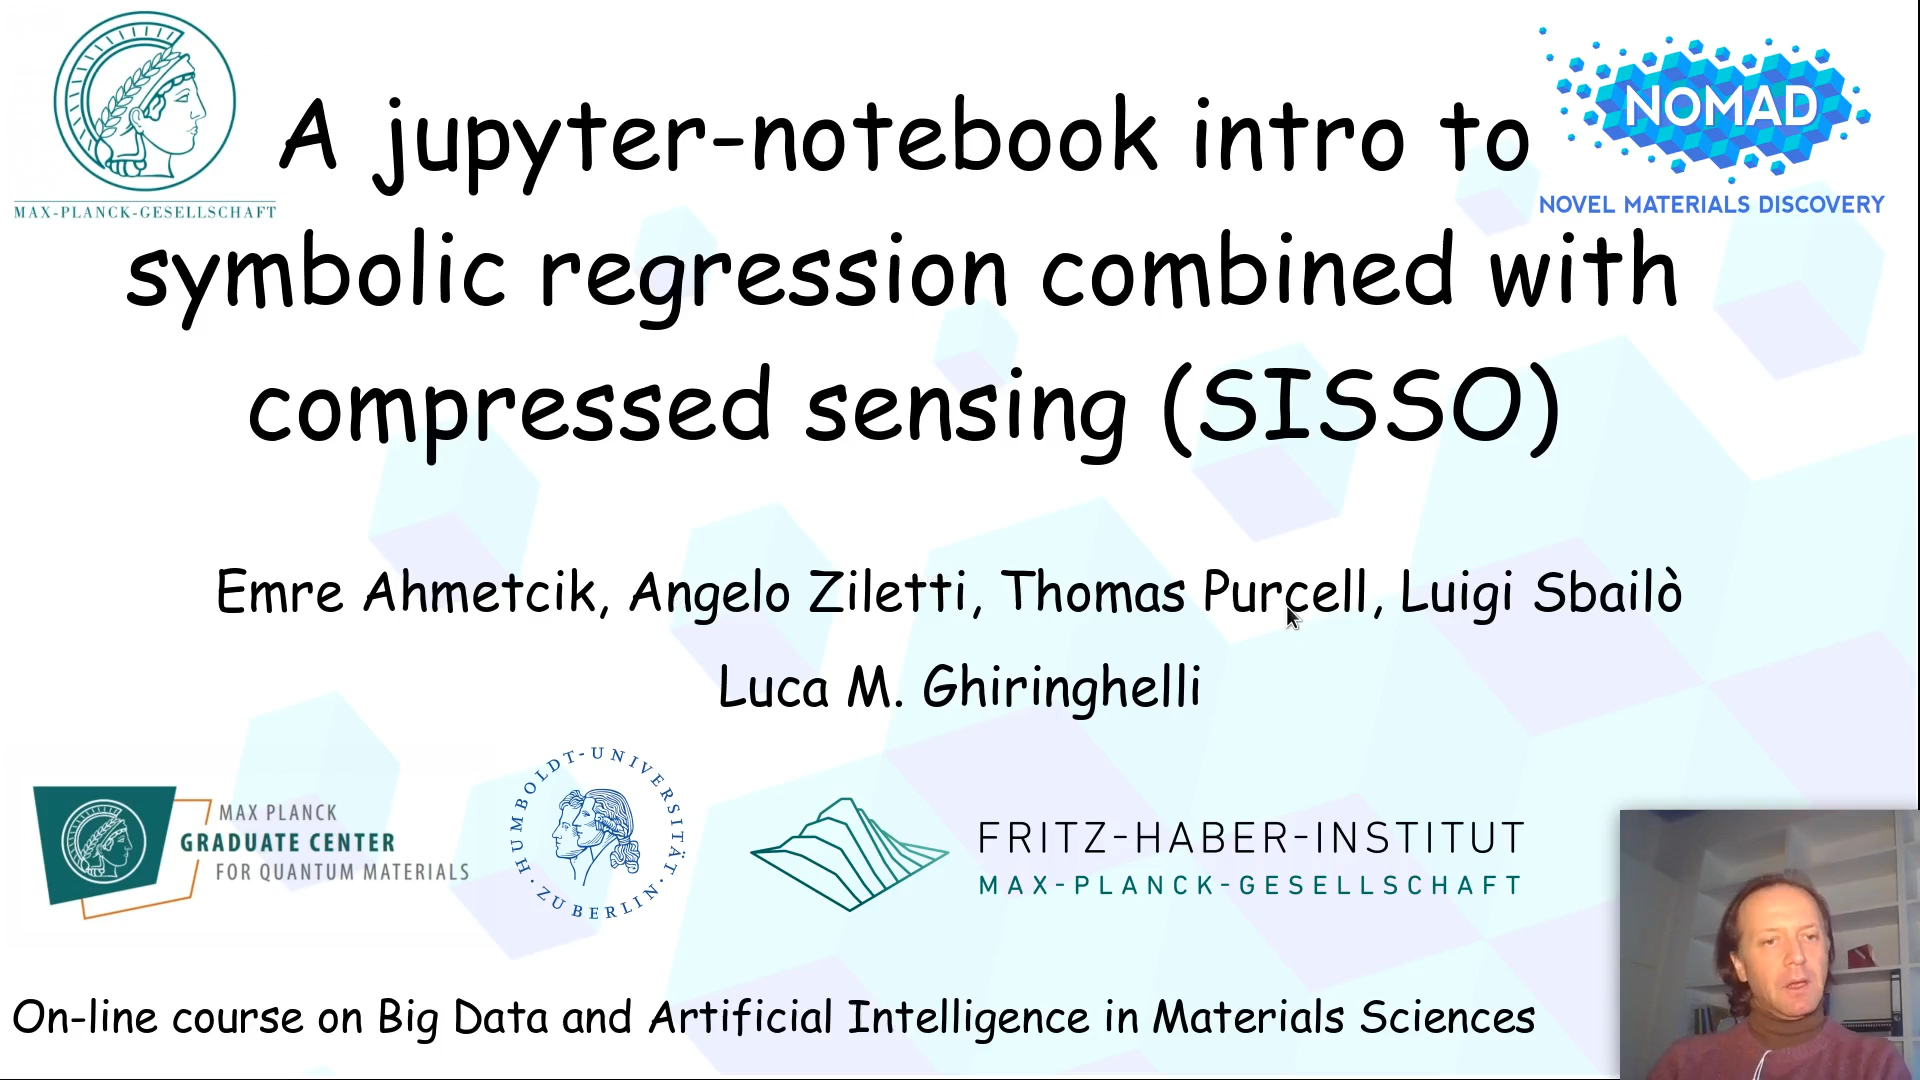 MAX-PLANCK-GESELLSCHAFT
NOMAD
NOVEL MATERIALS DISCOVERY
A jupyter-notebook intro to
symbolic regression combined with
compressed sensing (SISSO)
Emre Ahmetcik, Angelo Ziletti, Thomas Purcell, Luigi Sbailò
Luca M. Ghiringhelli
MAX PLANCK
GRADUATE CENTER
FOR QUANTUM MATERIALS
HUMBOLDT-UNIVERSITÄT · ZU BERLIN ·
FRITZ-HABER-INSTITUT
MAX-PLANCK-GESELLSCHAFT
On-line course on Big Data and Artificial Intelligence in Materials Sciences